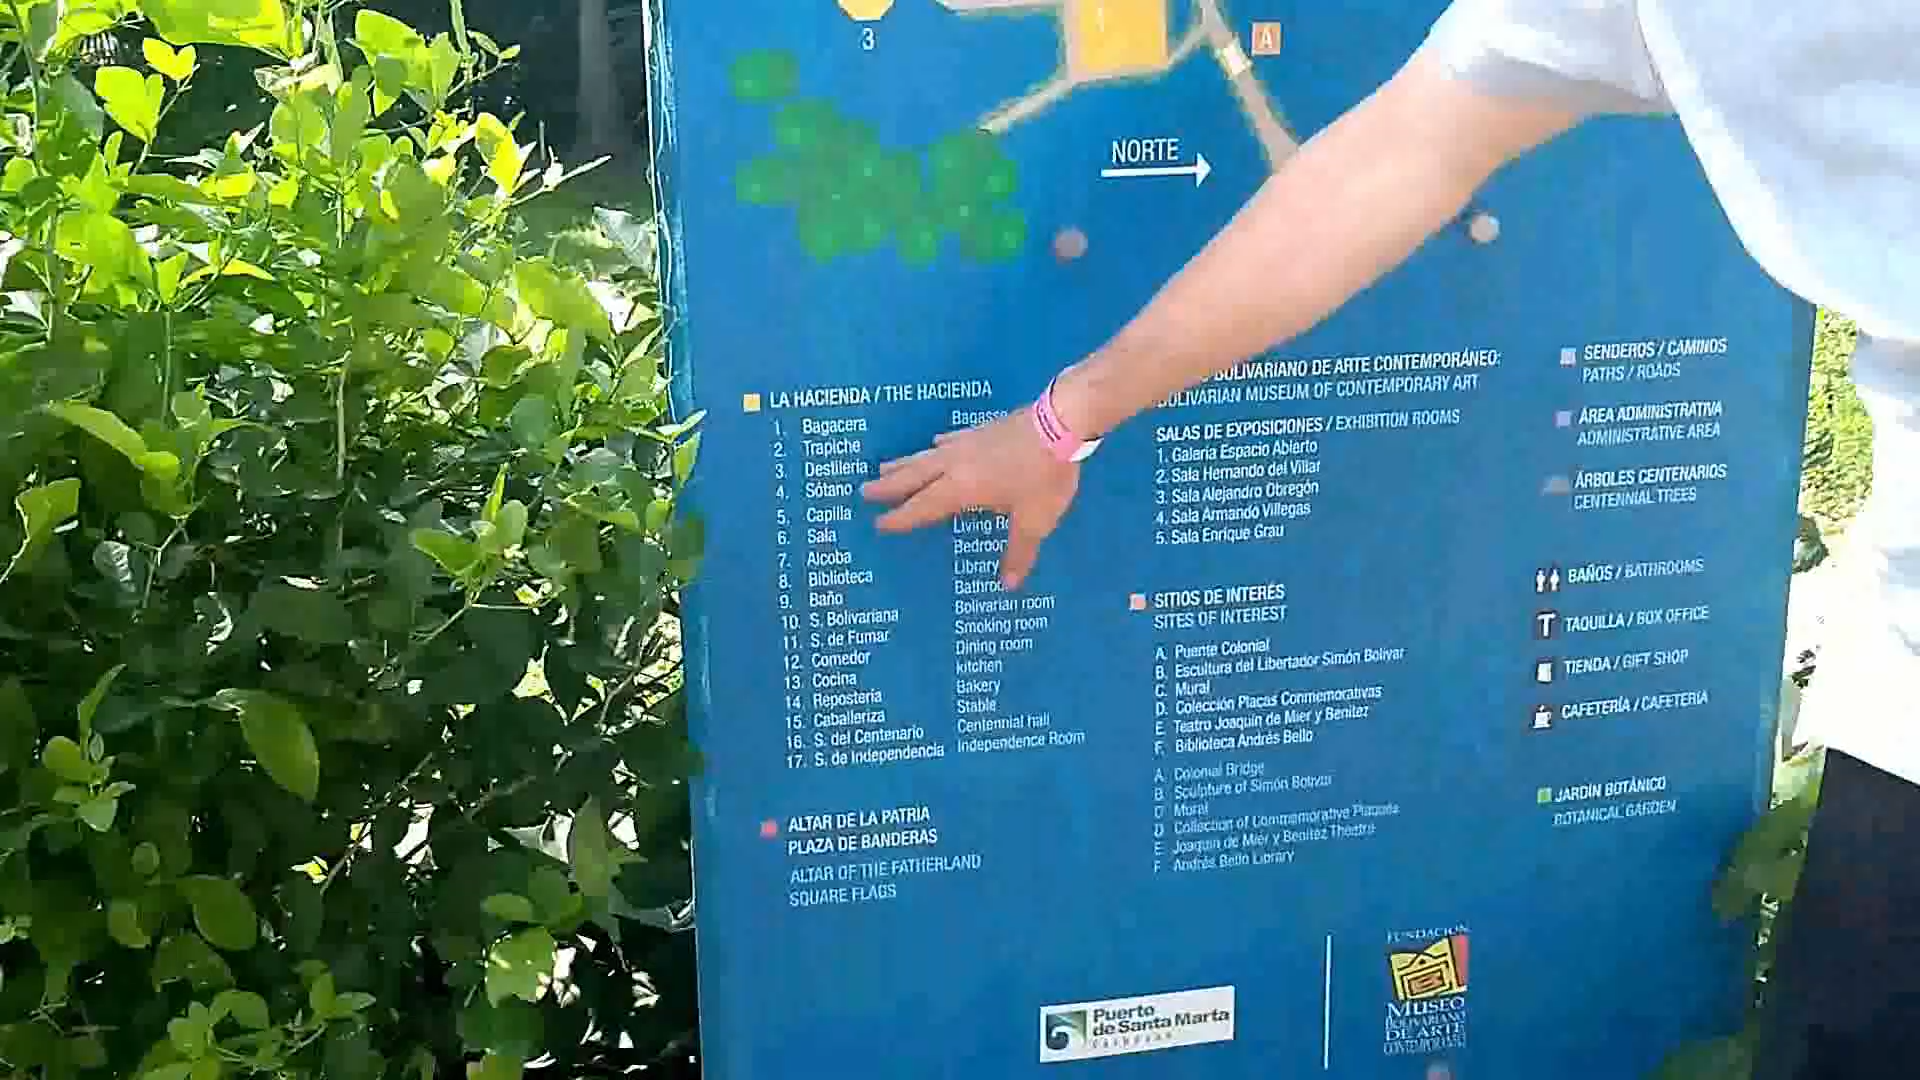 3
A
NORTE
LA HACIENDA / THE HACIENDA
1. Bagacera
2. Trapiche
3. Destilería
4. Sótano
5. Capilla
6. Sala
7. Alcoba
8. Biblioteca
9. Baño
10. S. Bolivariana
11. S. de Fumar
12. Comedor
13. Cocina
14. Repostería
15. Caballeriza
16. S. del Centenario
17. S. de Independencia
Library
Bolivarian room
Smoking room
Dining room
kitchen
Bakery
Stable
Centennial hall
Independence Room
ALTAR DE LA PATRIA
PLAZA DE BANDERAS
ALTAR OF THE FATHERLAND
SQUARE FLAGS
BOLIVARIANO DE ARTE CONTEMPORÁNEO:
BOLIVARIAN MUSEUM OF CONTEMPORARY ART
SALAS DE EXPOSICIONES / EXHIBITION ROOMS
1. Galería Espacio Abierto
2. Sala Hernando del Villar
3. Sala Alejandro Obregón
4. Sala Armando Villegas
5. Sala Enrique Grau
SITIOS DE INTERÉS
SITES OF INTEREST
A. Puente Colonial
B. Escultura del Libertador Simón Bolívar
C. Mural
D. Colección Placas Conmemorativas
E. Teatro Joaquín de Mier y Benítez
F. Biblioteca Andrés Bello
A. Colonial Bridge
B. Sculpture of Simón Bolívar
C. Mural
D. Collection of Commemorative Plaques
E. Joaquín de Mier y Benítez Theatre
F. Andrés Bello Library
SENDEROS / CAMINOS
PATHS / ROADS
ÁREA ADMINISTRATIVA
ADMINISTRATIVE AREA
ÁRBOLES CENTENARIOS
CENTENNIAL TREES
BAÑOS / BATHROOMS
T TAQUILLA / BOX OFFICE
TIENDA / GIFT SHOP
CAFETERÍA / CAFETERIA
JARDÍN BOTÁNICO
BOTANICAL GARDEN
Puerto
de Santa Marta
FUNDACIÓN
MUSEO
BOLIVARIANO
DE ARTE
CONTEMPORÁNEO